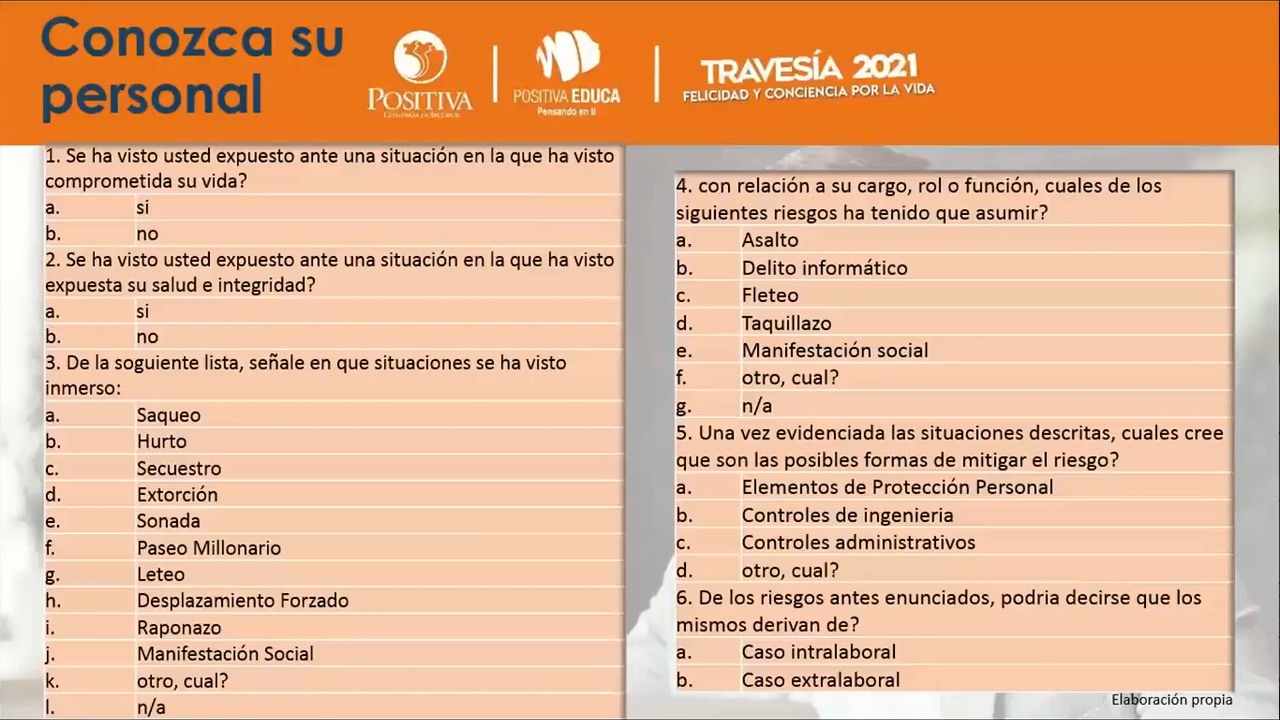 Conozca su
personal
POSITIVA
COMPAÑÍA DE SEGUROS
POSITIVA EDUCA
Pensando en ti
TRAVESÍA 2021
FELICIDAD Y CONCIENCIA POR LA VIDA
1. Se ha visto usted expuesto ante una situación en la que ha visto
comprometida su vida?
a. si
b. no
2. Se ha visto usted expuesto ante una situación en la que ha visto
expuesta su salud e integridad?
a. si
b. no
3. De la soguiente lista, señale en que situaciones se ha visto
inmerso:
a. Saqueo
b. Hurto
c. Secuestro
d. Extorción
e. Sonada
f. Paseo Millonario
g. Leteo
h. Desplazamiento Forzado
i. Raponazo
j. Manifestación Social
k. otro, cual?
l. n/a
4. con relación a su cargo, rol o función, cuales de los
siguientes riesgos ha tenido que asumir?
a. Asalto
b. Delito informático
c. Fleteo
d. Taquillazo
e. Manifestación social
f. otro, cual?
g. n/a
5. Una vez evidenciada las situaciones descritas, cuales cree
que son las posibles formas de mitigar el riesgo?
a. Elementos de Protección Personal
b. Controles de ingenieria
c. Controles administrativos
d. otro, cual?
6. De los riesgos antes enunciados, podria decirse que los
mismos derivan de?
a. Caso intralaboral
b. Caso extralaboral
Elaboración propia